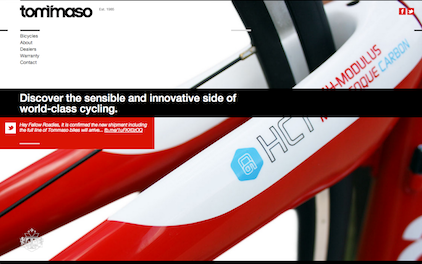 tommaso
Est. 1985
Bicycles
About
Dealers
Warranty
Contact
Discover the sensible and innovative side of
world-class cycling.
Hey Fellow Roadies, it is confirmed the new shipment including
the full line of Tommaso bikes will arrive...
HCT
H-MODULUS
CARBON